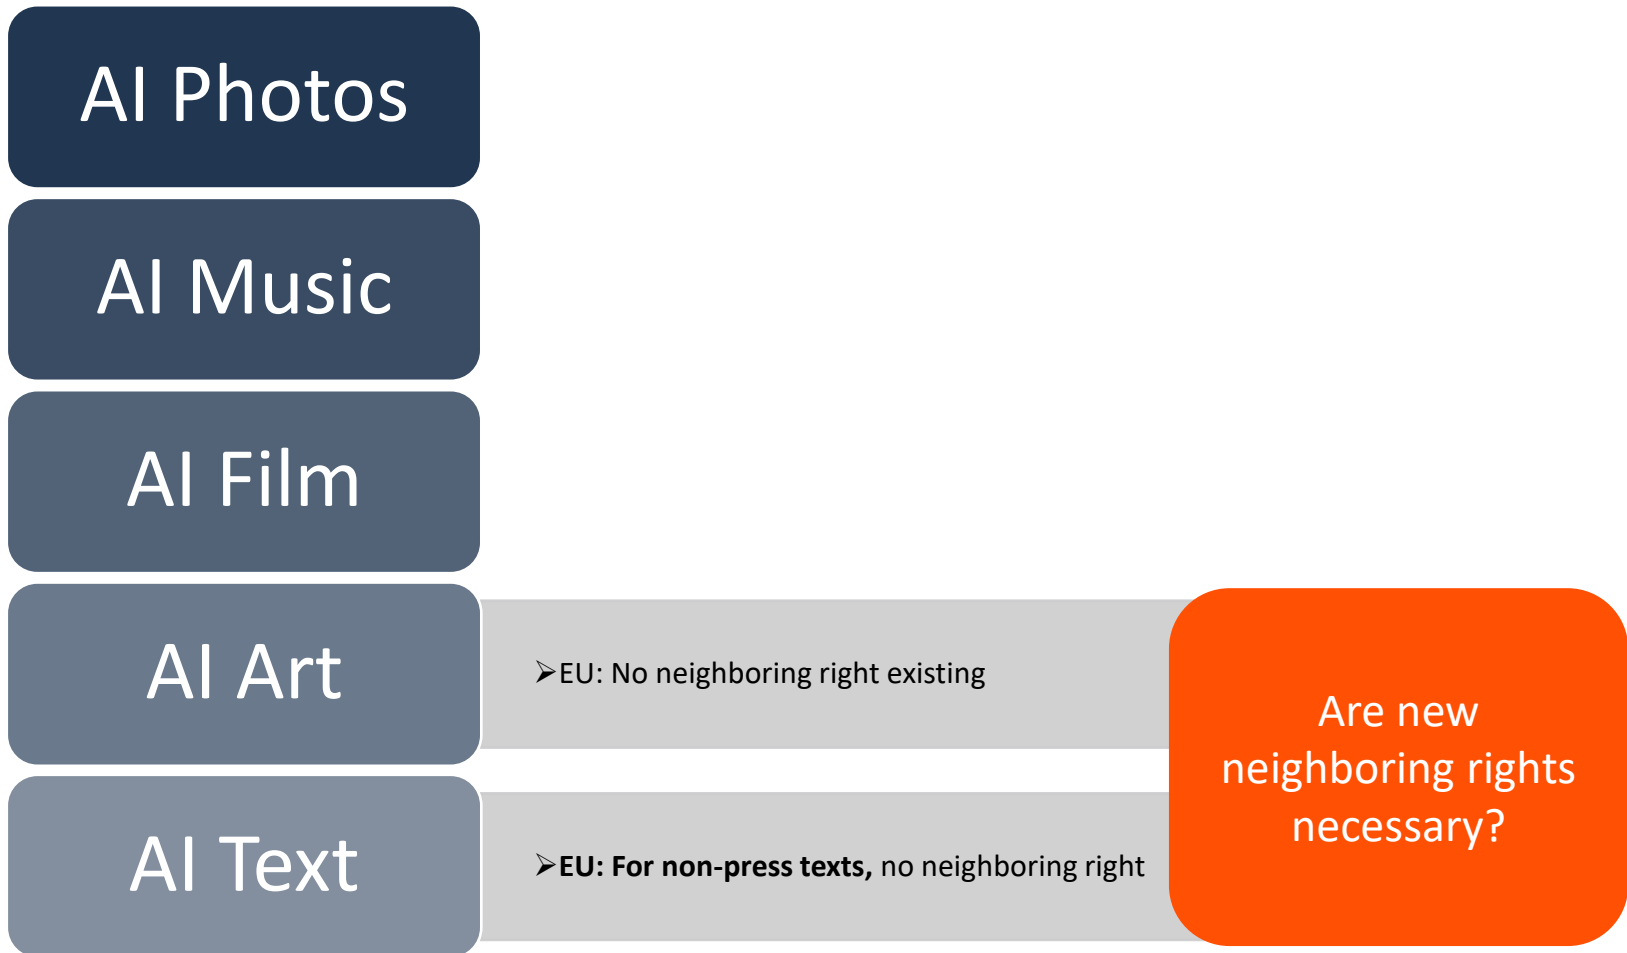 AI Photos
AI Music
AI Film
AI Art
➢EU: No neighboring right existing
AI Text
➢EU: For non-press texts, no neighboring right
Are new
neighboring rights
necessary?